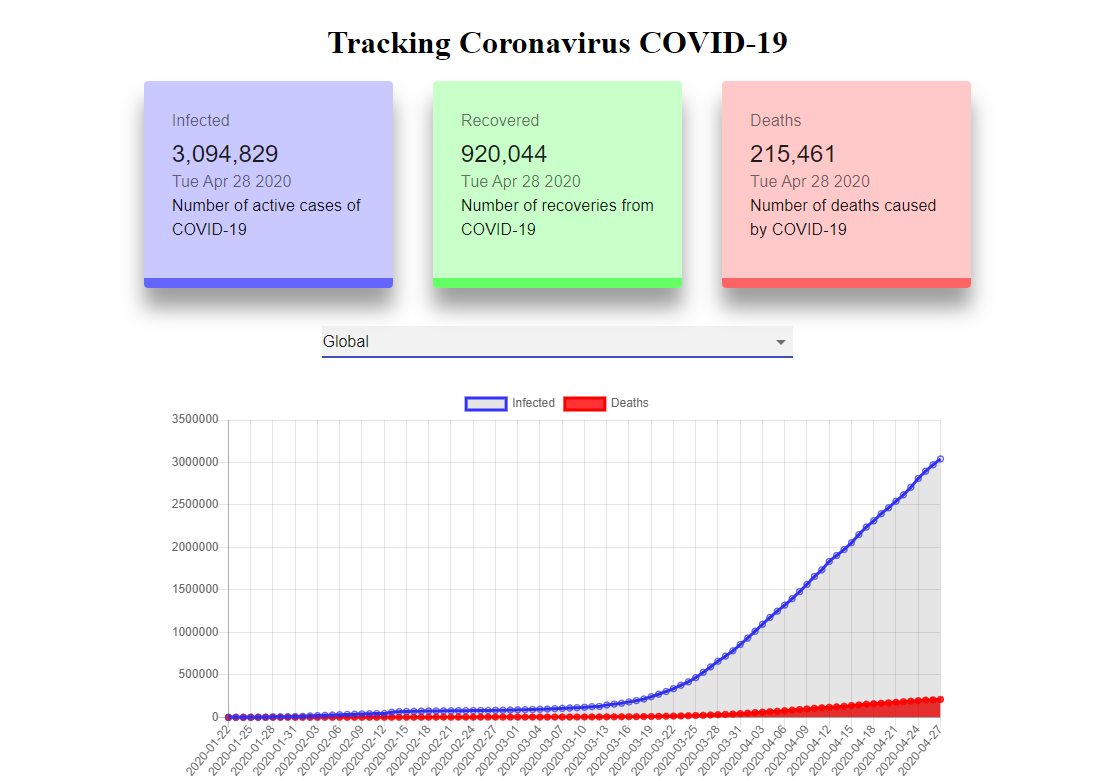 Tracking Coronavirus COVID-19
Infected
3,094,829
Tue Apr 28 2020
Number of active cases of
COVID-19
Recovered
920,044
Tue Apr 28 2020
Number of recoveries from
COVID-19
Deaths
215,461
Tue Apr 28 2020
Number of deaths caused
by COVID-19
Global
Infected
Deaths
3500000
3000000
2500000
2000000
1500000
1000000
500000
0
2020-01-22
2020-01-25
2020-01-28
2020-01-31
2020-02-03
2020-02-06
2020-02-09
2020-02-12
2020-02-15
2020-02-18
2020-02-21
2020-02-24
2020-02-27
2020-03-01
2020-03-04
2020-03-07
2020-03-10
2020-03-13
2020-03-16
2020-03-19
2020-03-22
2020-03-25
2020-03-28
2020-03-31
2020-04-03
2020-04-06
2020-04-09
2020-04-12
2020-04-15
2020-04-18
2020-04-21
2020-04-24
2020-04-27